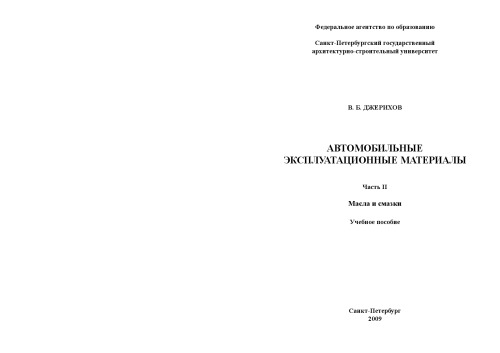 Федеральное агентство по образованию
Санкт-Петербургский государственный
архитектурно-строительный университет
В. Б. ДЖЕРИХОВ
АВТОМОБИЛЬНЫЕ
ЭКСПЛУАТАЦИОННЫЕ МАТЕРИАЛЫ
Часть II
Масла и смазки
Учебное пособие
Санкт-Петербург
2009